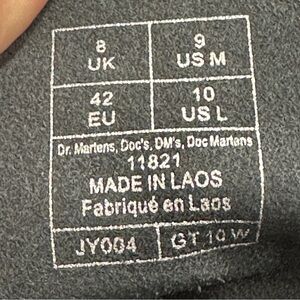 8 UK
9 US M
42 EU
10 US L
Dr. Martens, Doc's, DM's, Doc Martens
11821
MADE IN LAOS
Fabriqué en Laos
JY004
GT 10 W